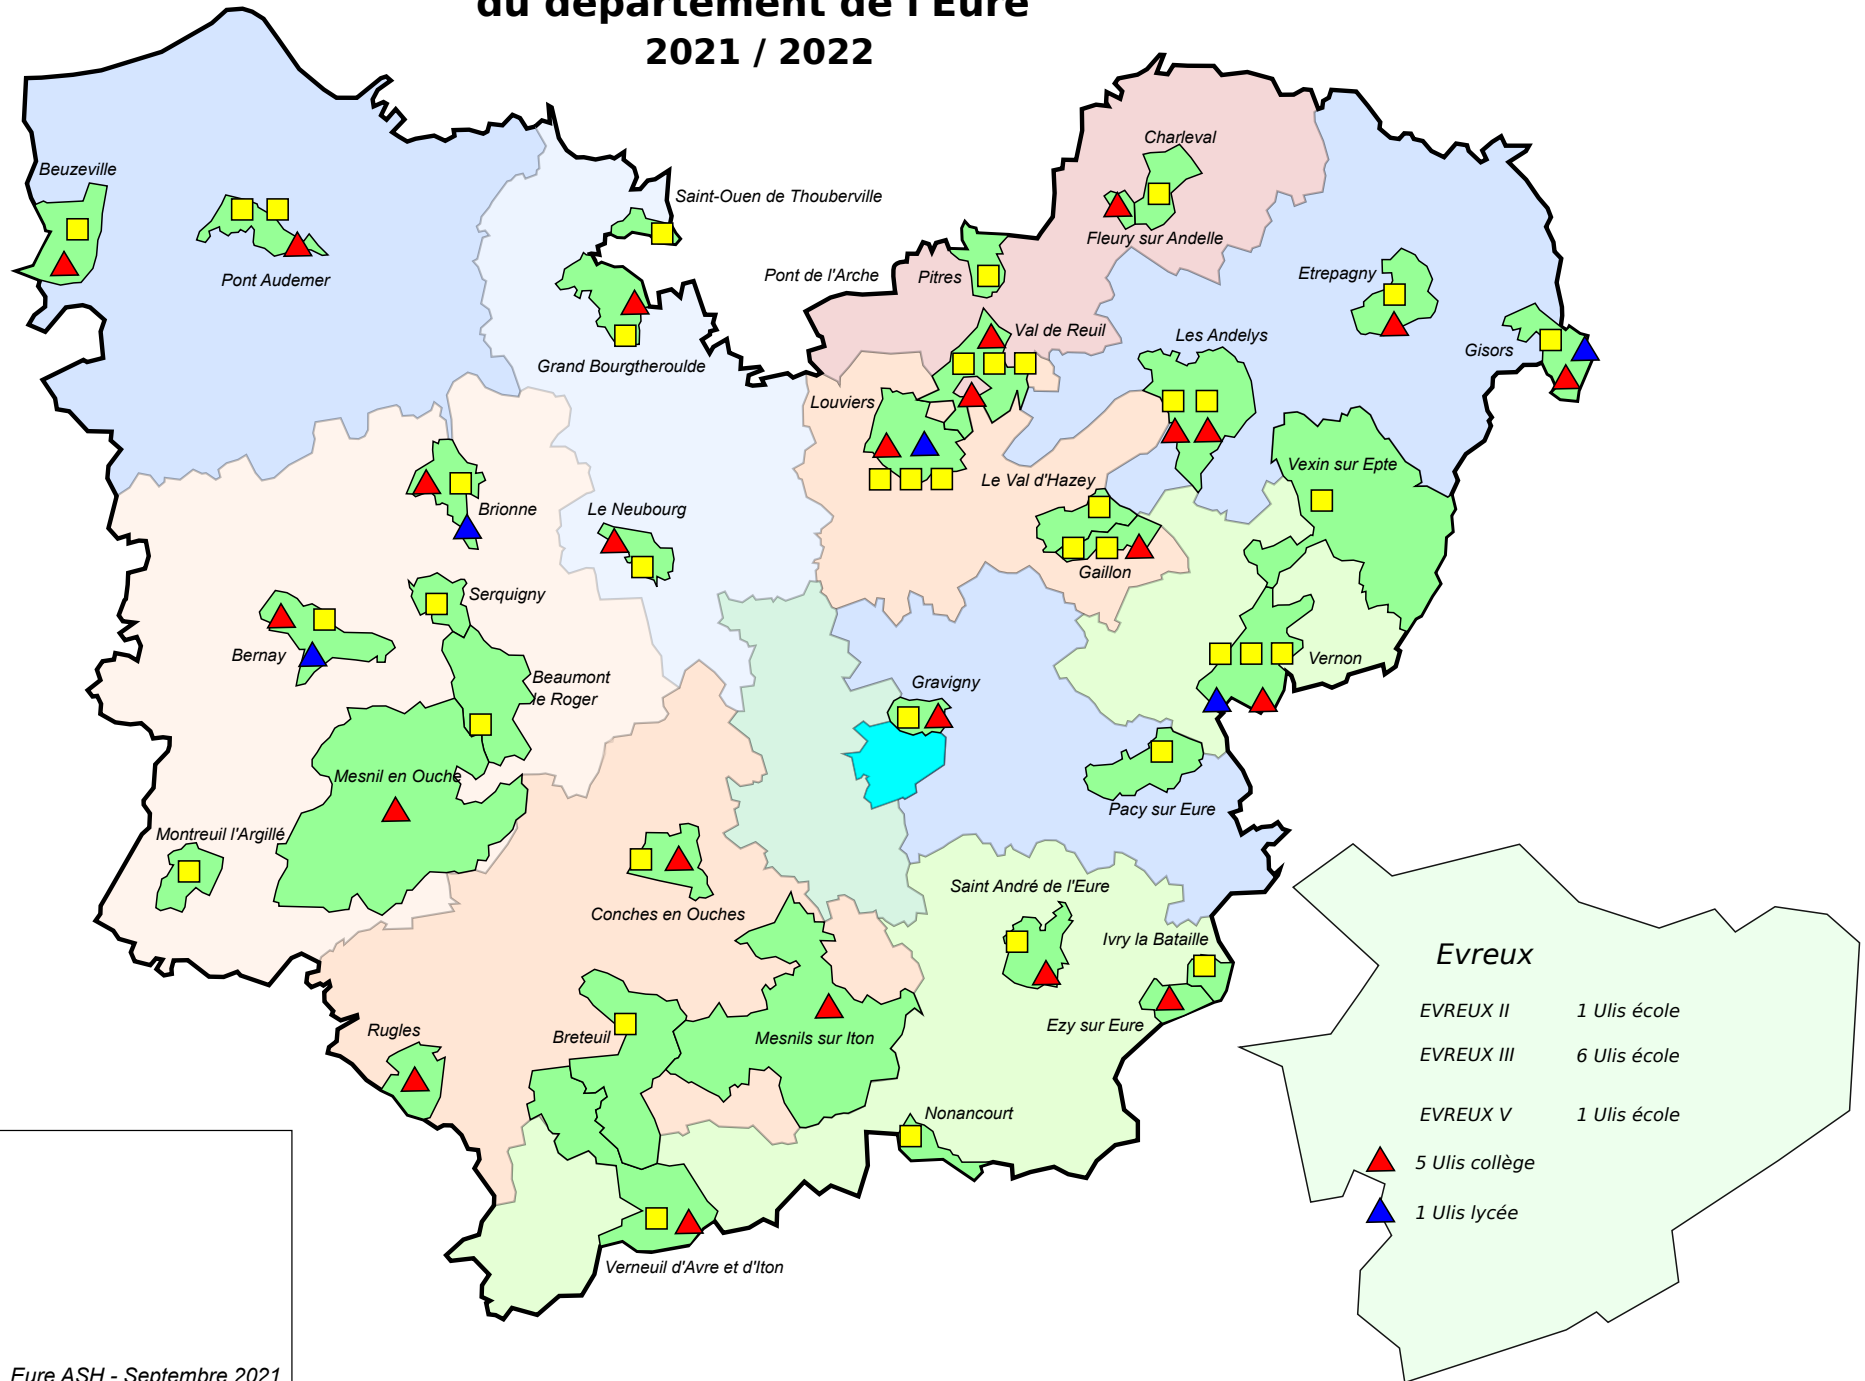 du département de l'Eure
2021 / 2022
Charleval
Beuzeville
Saint-Ouen de Thouberville
Fleury sur Andelle
Pont Audemer
Pont de l'Arche
Pitres
Etrepagny
Val de Reuil
Les Andelys
Gisors
Grand Bourgtheroulde
Louviers
Vexin sur Epte
Le Val d'Hazey
Brionne
Le Neubourg
Gaillon
Serquigny
Bernay
Vernon
Beaumont
le Roger
Gravigny
Mesnil en Ouche
Pacy sur Eure
Montreuil l'Argillé
Saint André de l'Eure
Conches en Ouches
Ivry la Bataille
Evreux
EVREUX II 1 Ulis école
Ezy sur Eure
Rugles
Breteuil
Mesnils sur Iton
EVREUX III 6 Ulis école
Nonancourt
EVREUX V 1 Ulis école
5 Ulis collège
1 Ulis lycée
Verneuil d'Avre et d'Iton
Eure ASH - Septembre 2021